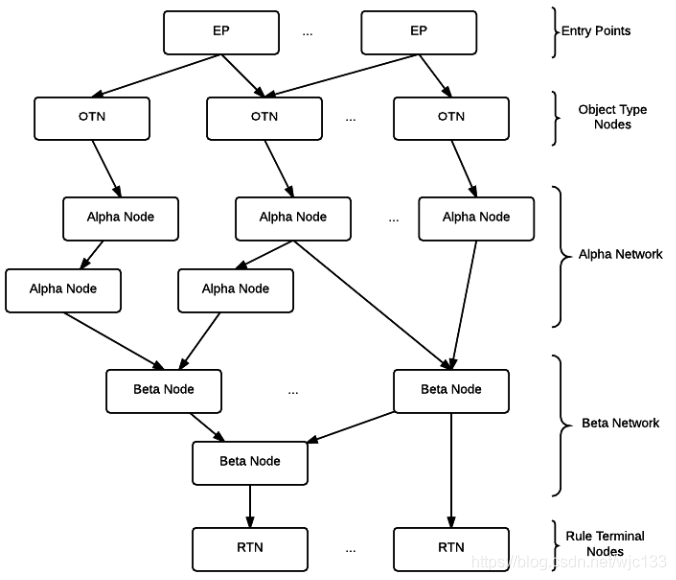 EP ... EP Entry Points
OTN OTN ... OTN Object Type
Nodes
Alpha Node Alpha Node ... Alpha Node
Alpha Network
Alpha Node Alpha Node
Beta Node ... Beta Node
Beta Network
Beta Node
RTN ... RTN Rule Terminal
Nodes
https://blog.csdn.net/wjc133